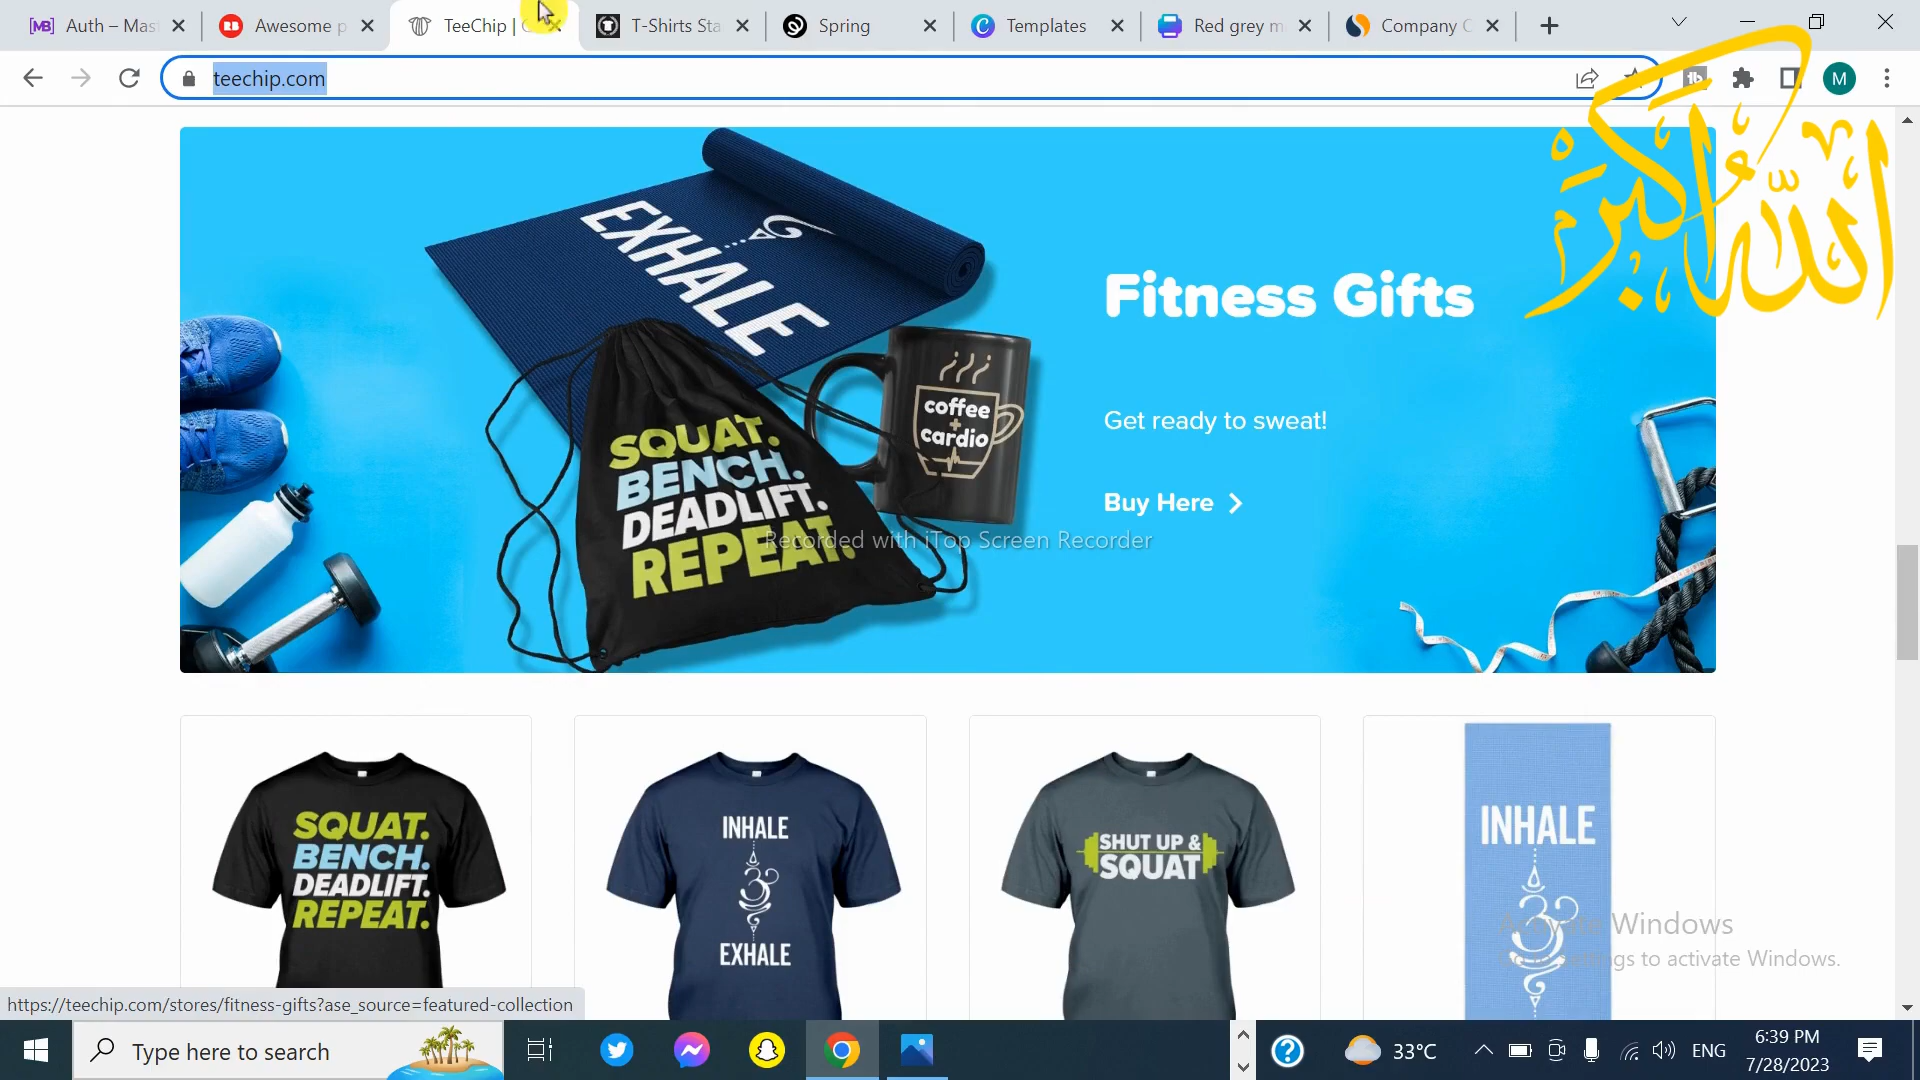 Auth – Mas
Awesome p
TeeChip |
T-Shirts Sta
Spring
Templates
Red grey m
Company C
teechip.com
M
الله أكبر
EXHALE
Fitness Gifts
coffee
+
cardio
Get ready to sweat!
SQUAT.
BENCH.
DEADLIFT.
REPEAT.
Buy Here
Recorded with iTop Screen Recorder
SQUAT.
BENCH.
DEADLIFT.
REPEAT.
INHALE
EXHALE
SHUT UP &
SQUAT
INHALE
Activate Windows
Go to Settings to activate Windows.
https://teechip.com/stores/fitness-gifts?ase_source=featured-collection
Type here to search
33°C
ENG
6:39 PM
7/28/2023